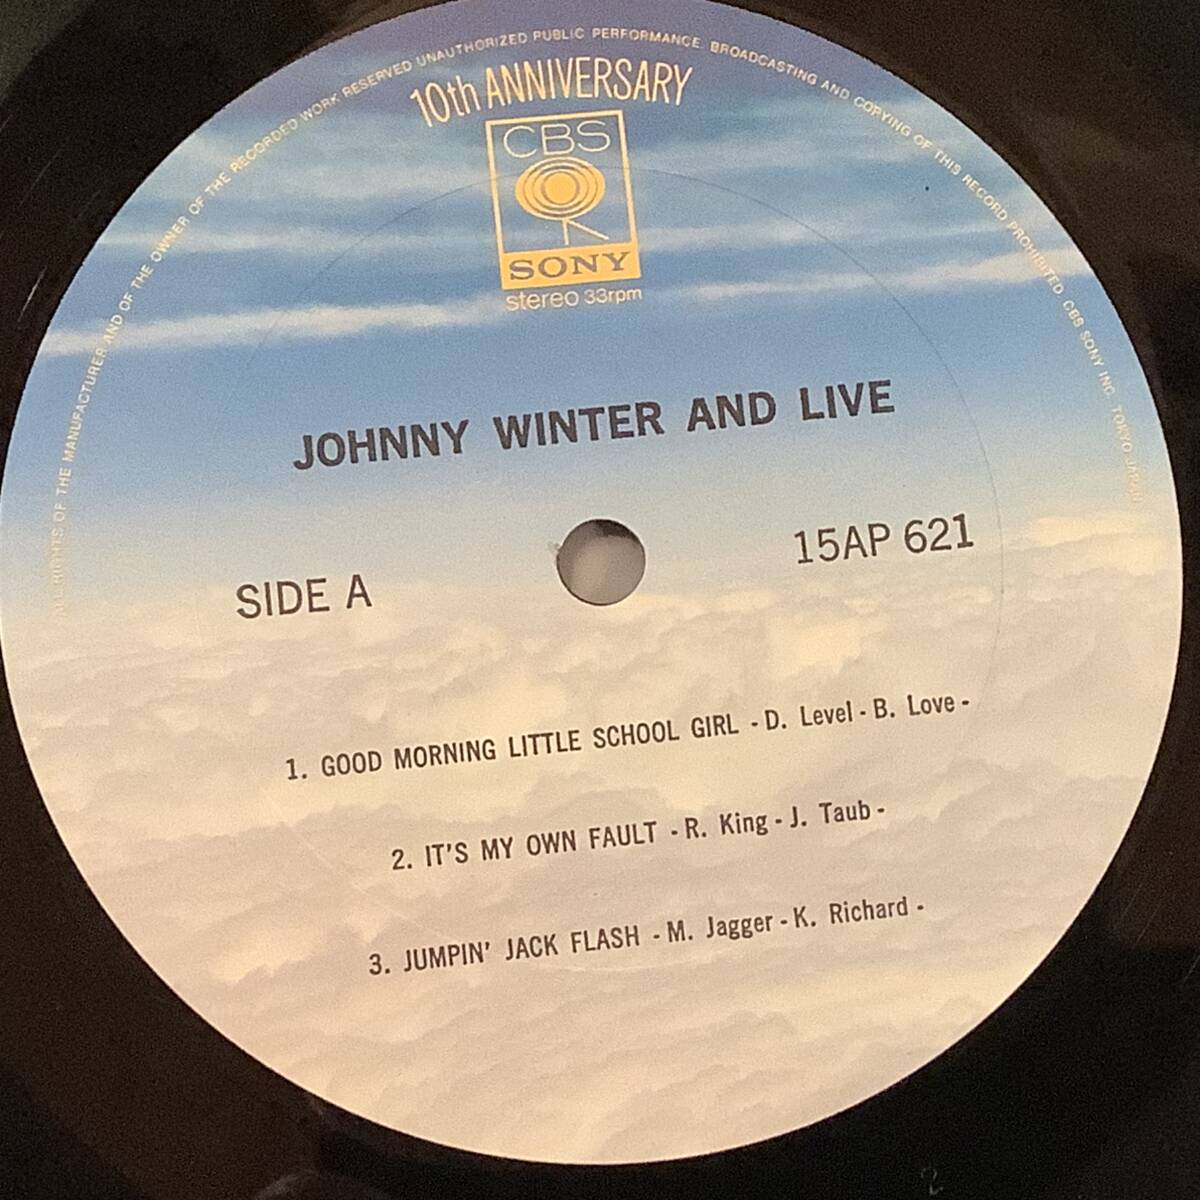 ALL RIGHTS OF THE MANUFACTURER AND OF THE OWNER OF THE RECORDED WORK RESERVED UNAUTHORIZED PUBLIC PERFORMANCE. BROADCASTING AND COPYING OF THIS RECORD PROHIBITED. CBS SONY INC. TOKYO JAPAN
10th ANNIVERSARY
CBS
SONY
stereo 33rpm
JOHNNY WINTER AND LIVE
15AP 621
SIDE A
1. GOOD MORNING LITTLE SCHOOL GIRL - D. Level - B. Love -
2. IT'S MY OWN FAULT - R. King - J. Taub -
3. JUMPIN' JACK FLASH - M. Jagger - K. Richard -
2